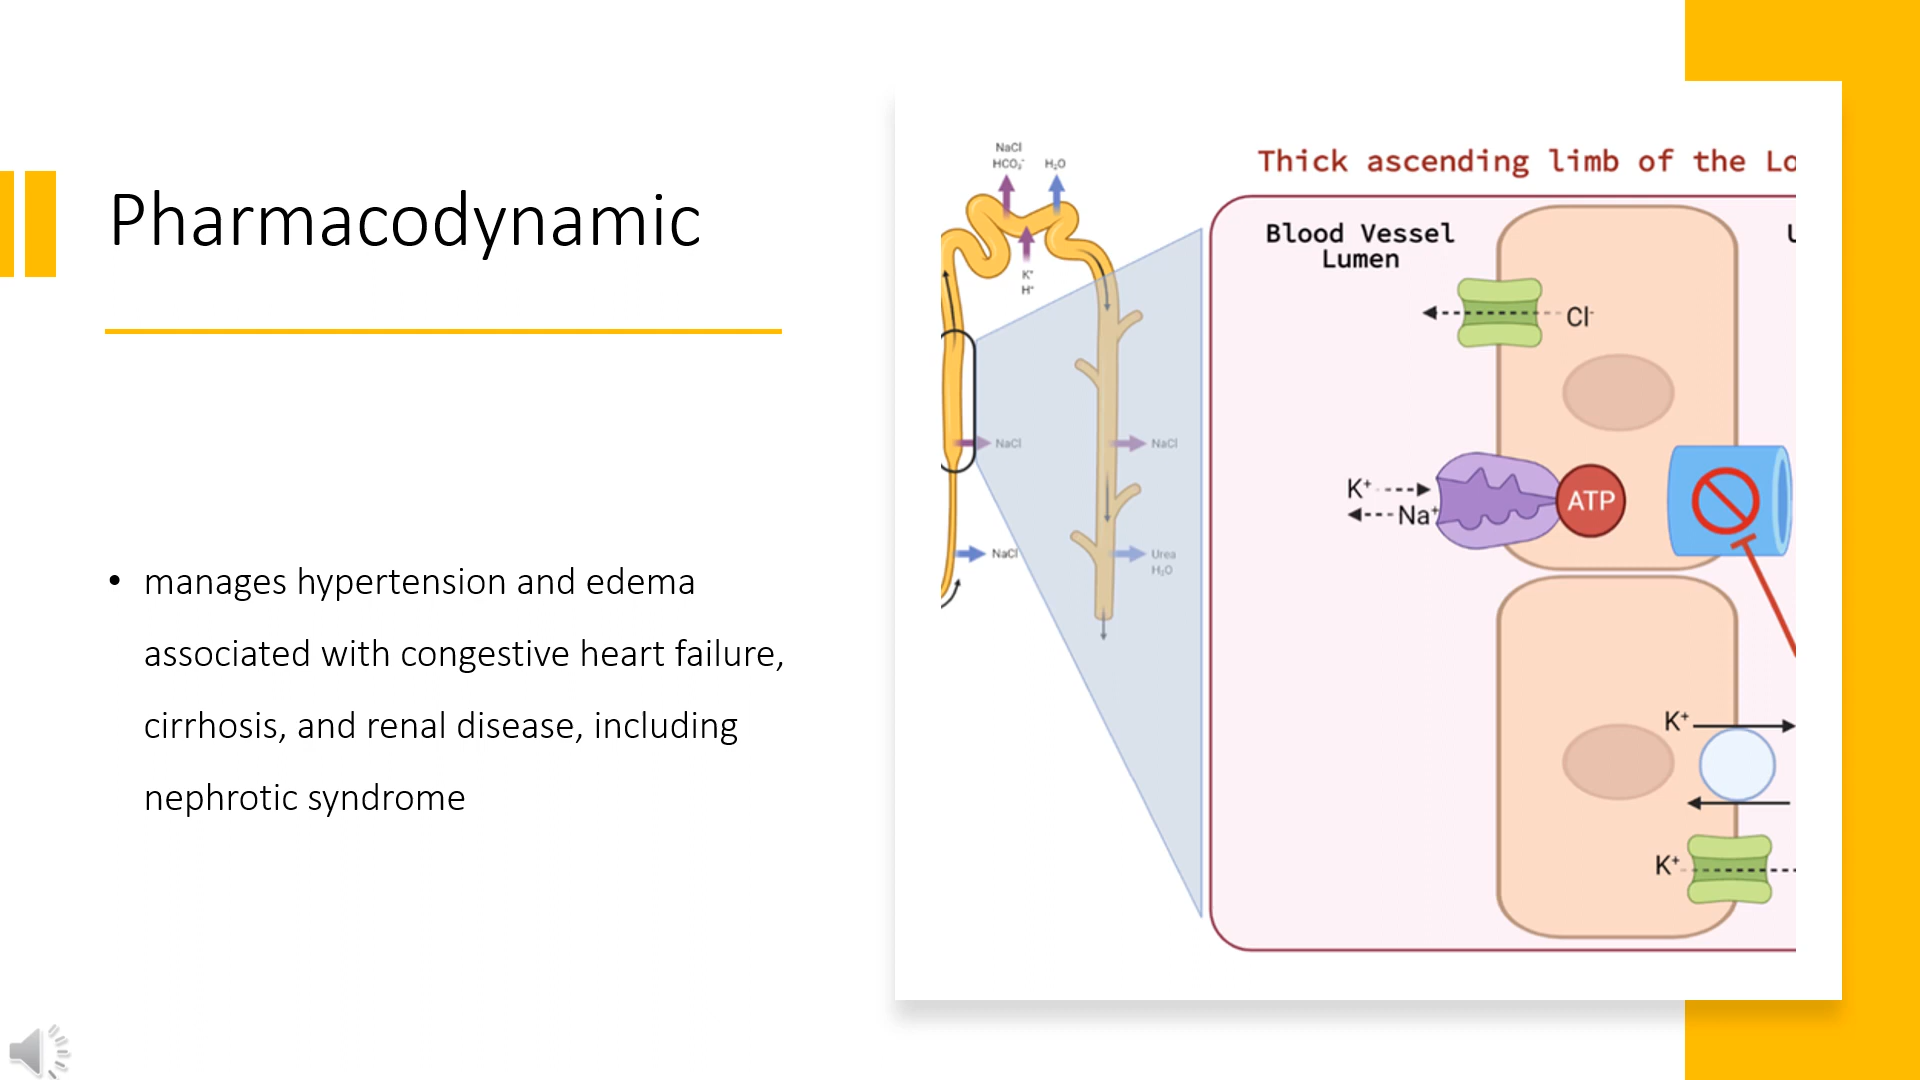 Pharmacodynamic
• manages hypertension and edema
associated with congestive heart failure,
cirrhosis, and renal disease, including
nephrotic syndrome
NaCl
HCO₃⁻
H₂O
K⁺
H⁺
NaCl
NaCl
NaCl
Urea
H₂O
Thick ascending limb of the Lo
Blood Vessel
Lumen
Cl⁻
K⁺
Na⁺
ATP
K⁺
K⁺